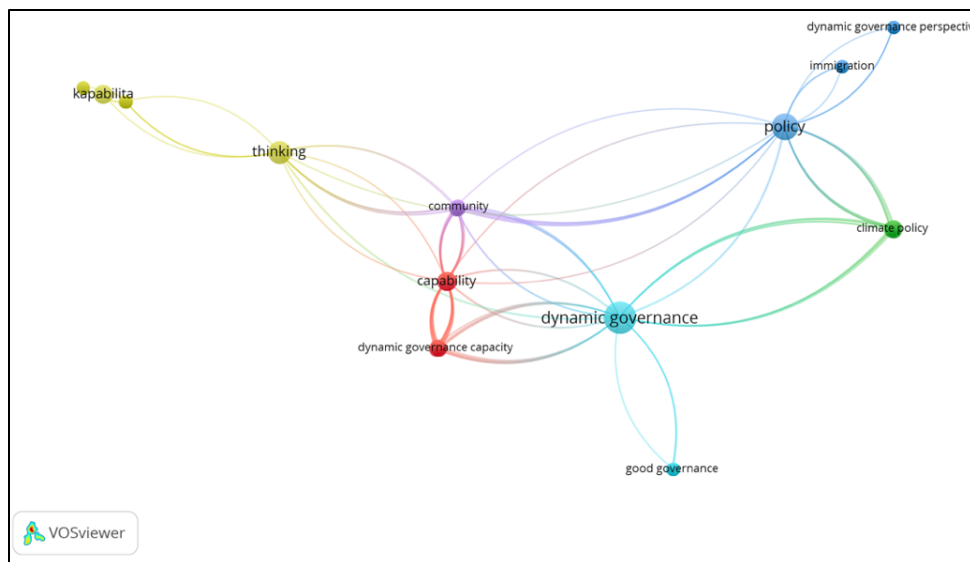 dynamic governance perspectiv
immigration
kapabilita
policy
thinking
community
climate policy
capability
dynamic governance
dynamic governance capacity
good governance
VOSviewer